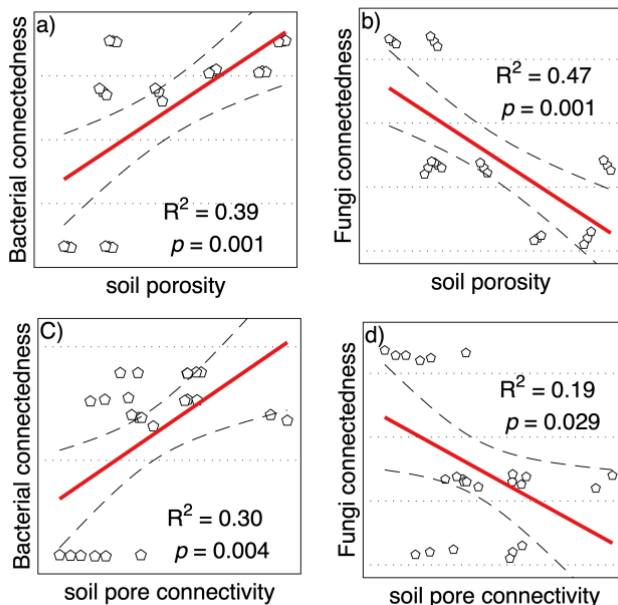 a)
Bacterial connectedness
R² = 0.39
p = 0.001
soil porosity
b)
Fungi connectedness
R² = 0.47
p = 0.001
soil porosity
C)
Bacterial connectedness
R² = 0.30
p = 0.004
soil pore connectivity
d)
Fungi connectedness
R² = 0.19
p = 0.029
soil pore connectivity